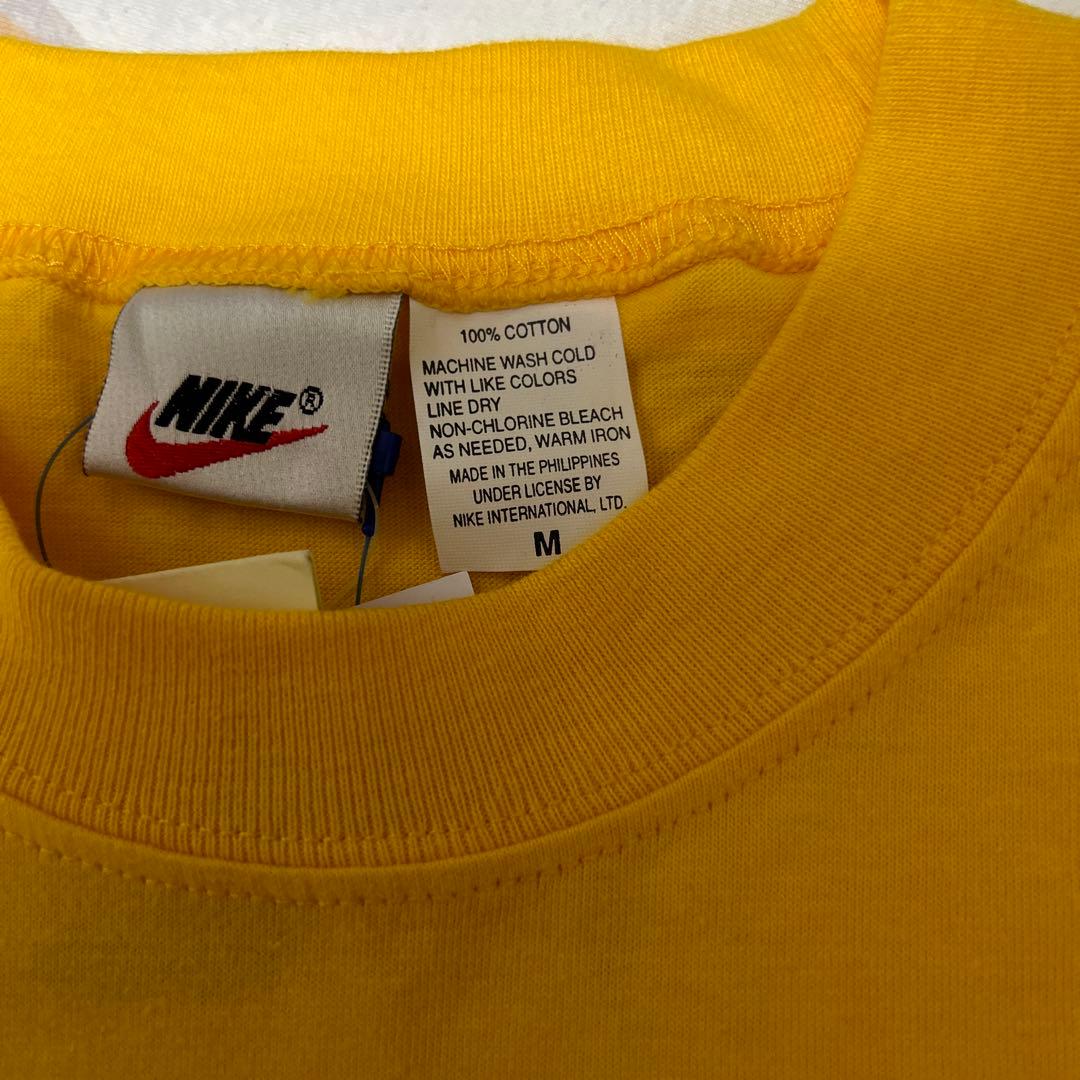 NIKE®
100% COTTON
MACHINE WASH COLD
WITH LIKE COLORS
LINE DRY
NON-CHLORINE BLEACH
AS NEEDED, WARM IRON
MADE IN THE PHILIPPINES
UNDER LICENSE BY
NIKE INTERNATIONAL, LTD.
M